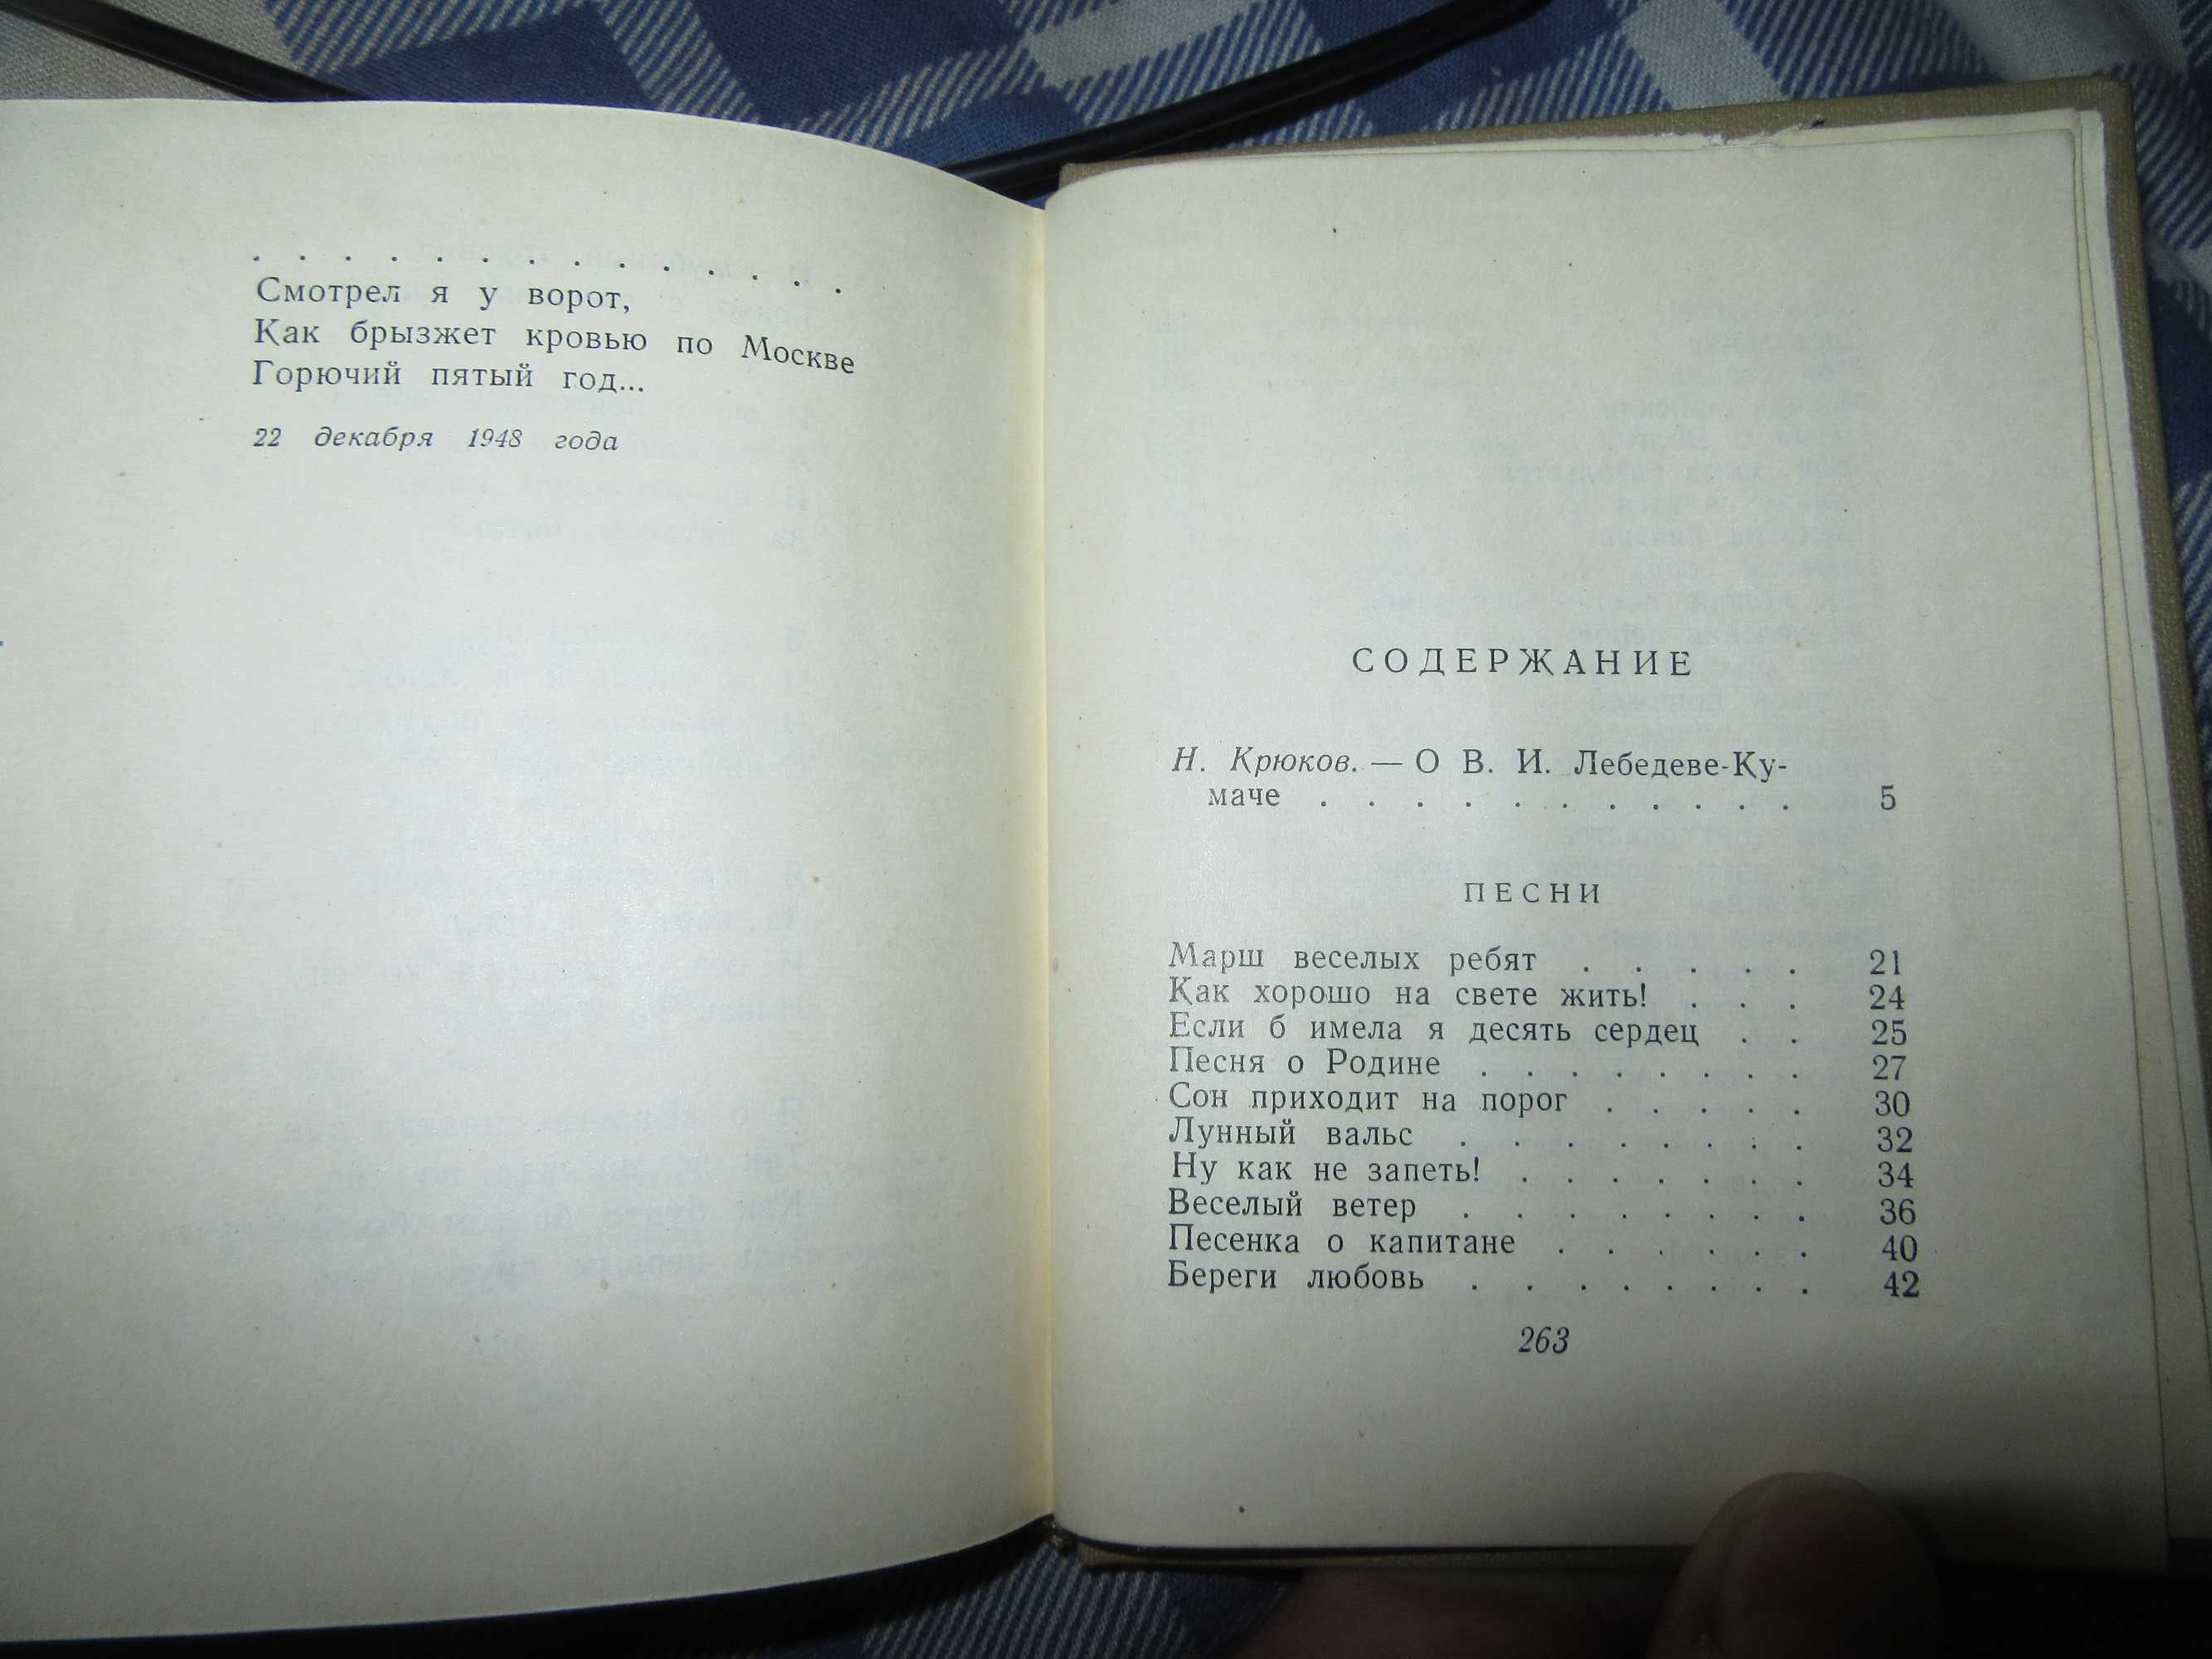 . . . . . . . . . . . . . .
Смотрел я у ворот,
Как брызжет кровью по Москве
Горючий пятый год...
22 декабря 1948 года
СОДЕРЖАНИЕ
Н. Крюков. — О В. И. Лебедеве-Ку-
маче . . . . . . . . . . . 5
ПЕСНИ
Марш веселых ребят . . . . . 21
Как хорошо на свете жить! . . . 24
Если б имела я десять сердец . . 25
Песня о Родине . . . . . . . 27
Сон приходит на порог . . . . . 30
Лунный вальс . . . . . . . 32
Ну как не запеть! . . . . . . . 34
Веселый ветер . . . . . . . 36
Песенка о капитане . . . . . . 40
Береги любовь . . . . . . . 42
263